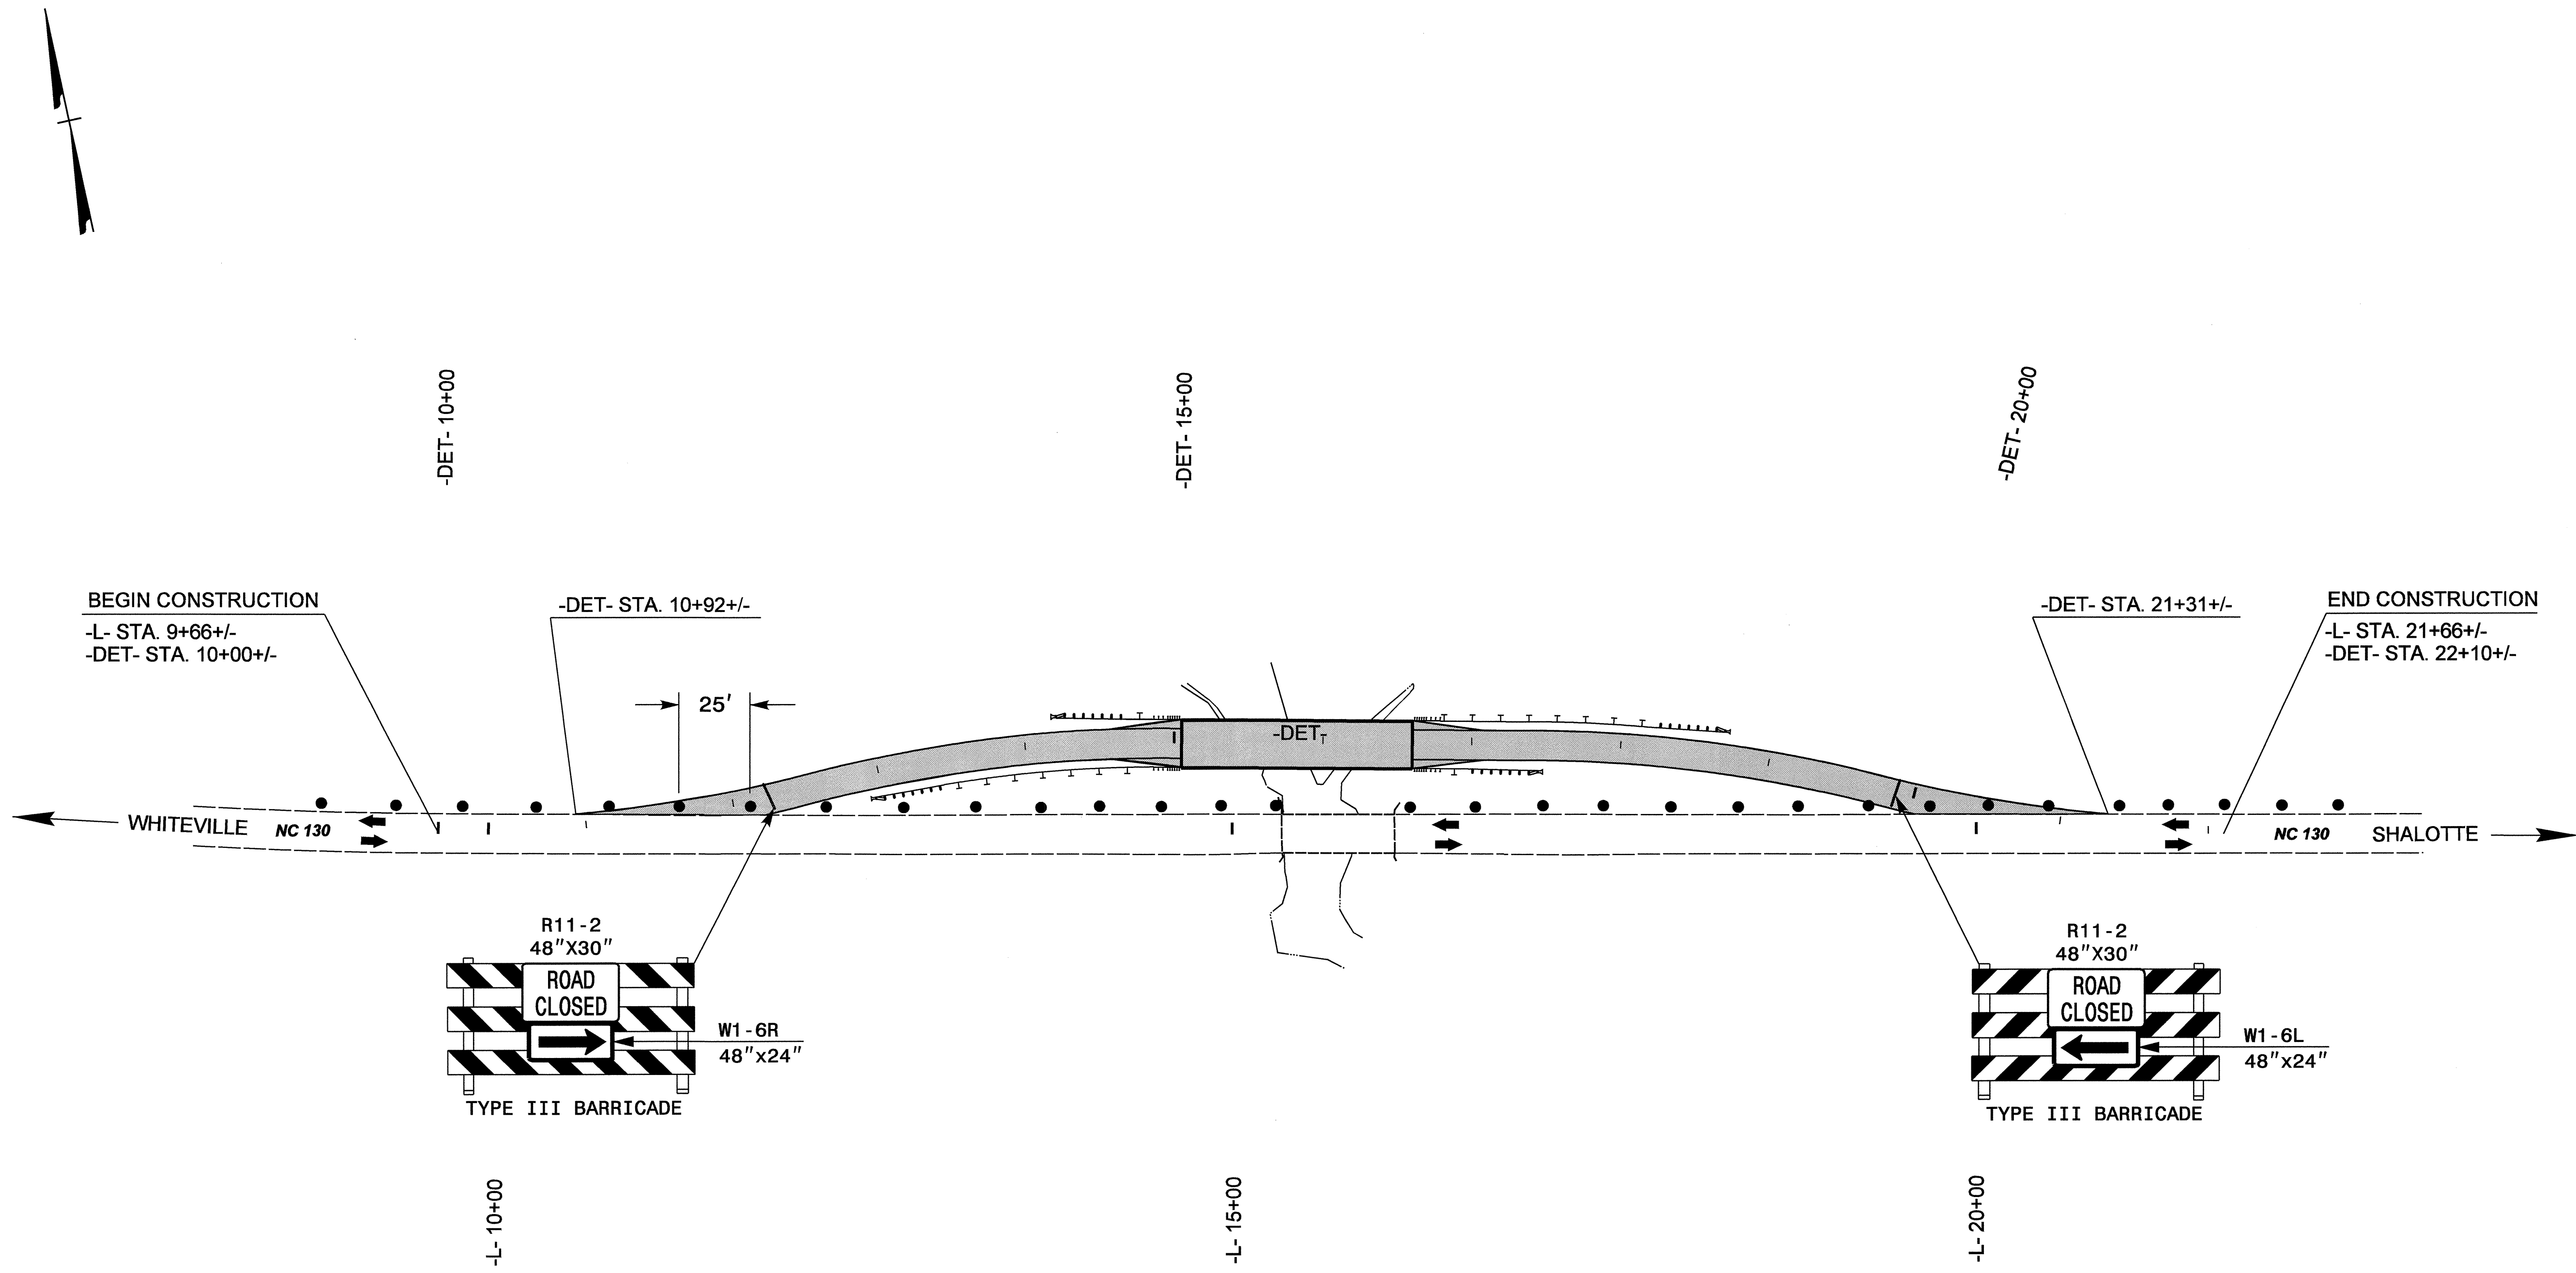 -DET- 10+00
-DET- 15+00
-DET- 20+00
BEGIN CONSTRUCTION
-L- STA. 9+66+/-
-DET- STA. 10+00+/-
-DET- STA. 10+92+/-
-DET- STA. 21+31+/-
END CONSTRUCTION
-L- STA. 21+66+/-
-DET- STA. 22+10+/-
25'
-DET-
WHITEVILLE
NC 130
NC 130
SHALOTTE
R11-2
48"X30"
ROAD
CLOSED
W1-6R
48"x24"
TYPE III BARRICADE
R11-2
48"X30"
ROAD
CLOSED
W1-6L
48"x24"
TYPE III BARRICADE
-L- 10+00
-L- 15+00
-L- 20+00